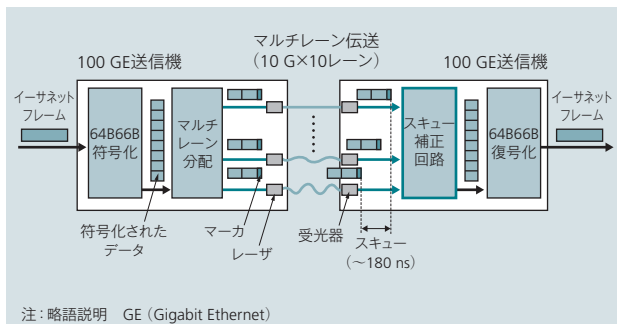 マルチレーン伝送
(10 G×10レーン)
100 GE送信機
100 GE送信機
イーサネット
フレーム
64B66B
符号化
マルチ
レーン
分配
スキュー
補正
回路
64B66B
復号化
イーサネット
フレーム
符号化された
データ
マーカ
レーザ
受光器
スキュー
(~180 ns)
注:略語説明 GE(Gigabit Ethernet)